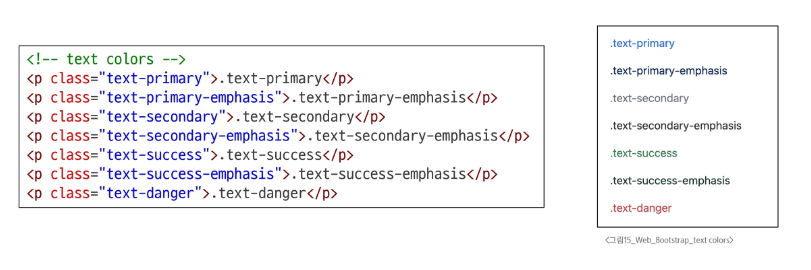 <!-- text colors -->
<p class="text-primary">.text-primary</p>
<p class="text-primary-emphasis">.text-primary-emphasis</p>
<p class="text-secondary">.text-secondary</p>
<p class="text-secondary-emphasis">.text-secondary-emphasis</p>
<p class="text-success">.text-success</p>
<p class="text-success-emphasis">.text-success-emphasis</p>
<p class="text-danger">.text-danger</p>
.text-primary
.text-primary-emphasis
.text-secondary
.text-secondary-emphasis
.text-success
.text-success-emphasis
.text-danger
<그림15_Web_Bootstrap_text colors>